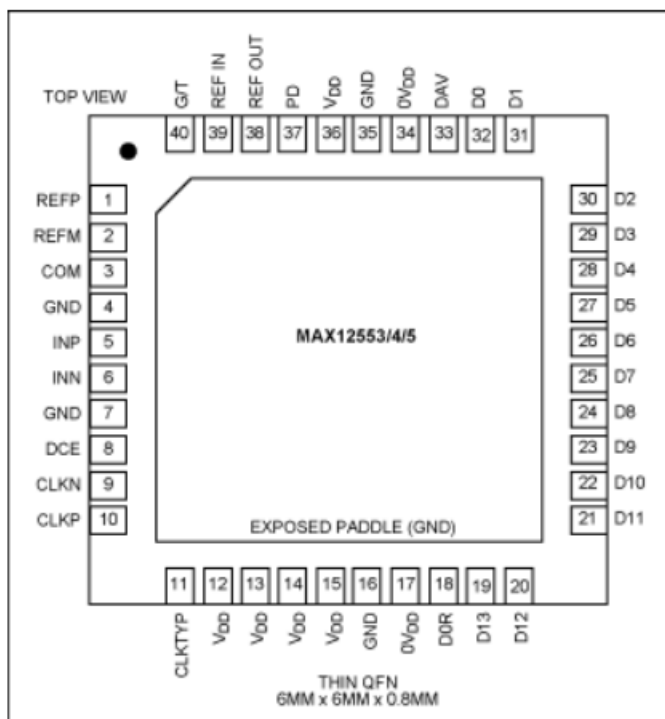 TOP VIEW
G/T
REF IN
REF OUT
PD
VDD
GND
0VDD
DAV
D0
D1
40 39 38 37 36 35 34 33 32 31
REFP 1
REFM 2
COM 3
GND 4
INP 5
INN 6
GND 7
DCE 8
CLKN 9
CLKP 10
30 D2
29 D3
28 D4
27 D5
26 D6
25 D7
24 D8
23 D9
22 D10
21 D11
MAX12553/4/5
EXPOSED PADDLE (GND)
11 12 13 14 15 16 17 18 19 20
CLKTYP
VDD
VDD
VDD
VDD
GND
0VDD
D0R
D13
D12
THIN QFN
6MM x 6MM x 0.8MM